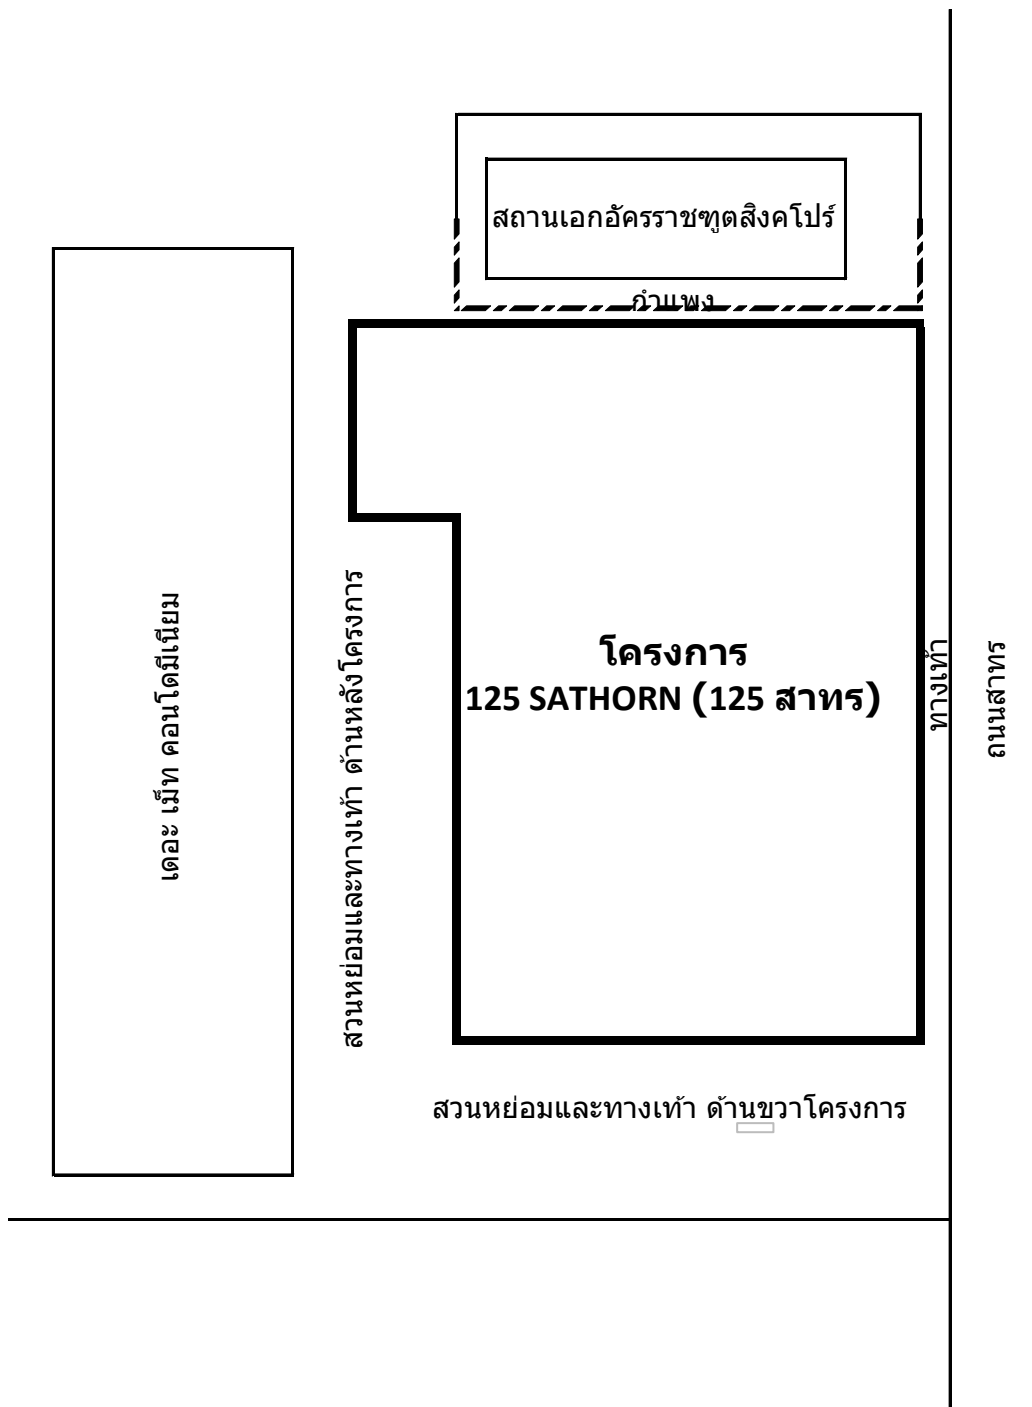 สถานเอกอัครราชฑูตสิงคโปร์
กำแพง
เดอะ เม็ท คอนโดมีเนียม
สวนหย่อมและทางเท้า ด้านหลังโครงการ
โครงการ
125 SATHORN (125 สาทร)
ทางเท้า
ถนนสาทร
สวนหย่อมและทางเท้า ด้านขวาโครงการ